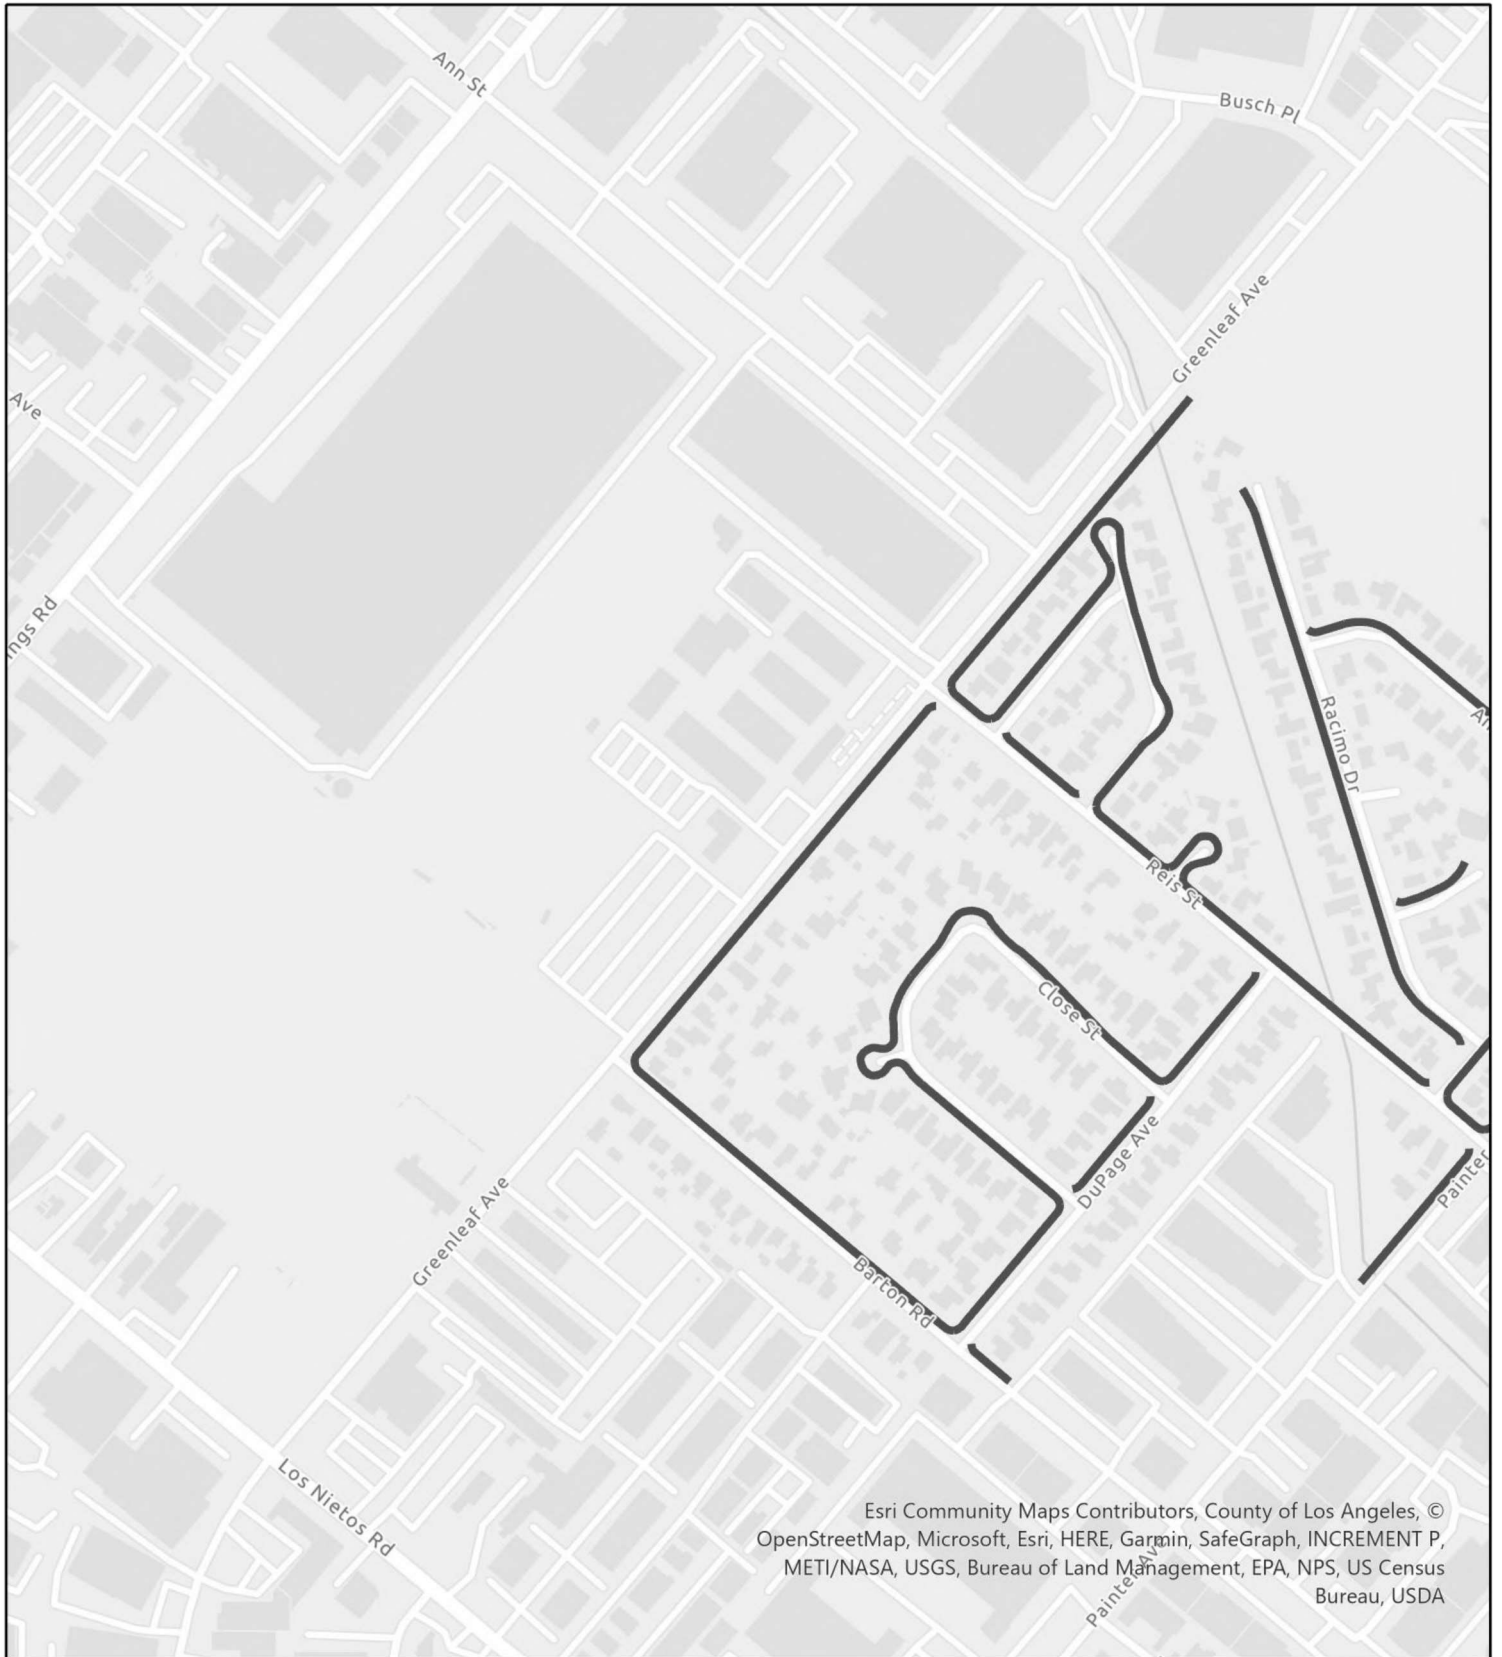 Ann St
Busch Pl
Greenleaf Ave
Ave
ngs Rd
Racimo Dr
Reis St
Close St
DuPage Ave
Painter
Greenleaf Ave
Barton Rd
Los Nietos Rd
Esri Community Maps Contributors, County of Los Angeles, ©
OpenStreetMap, Microsoft, Esri, HERE, Garmin, SafeGraph, INCREMENT P,
METI/NASA, USGS, Bureau of Land Management, EPA, NPS, US Census
Bureau, USDA
Painter Ave